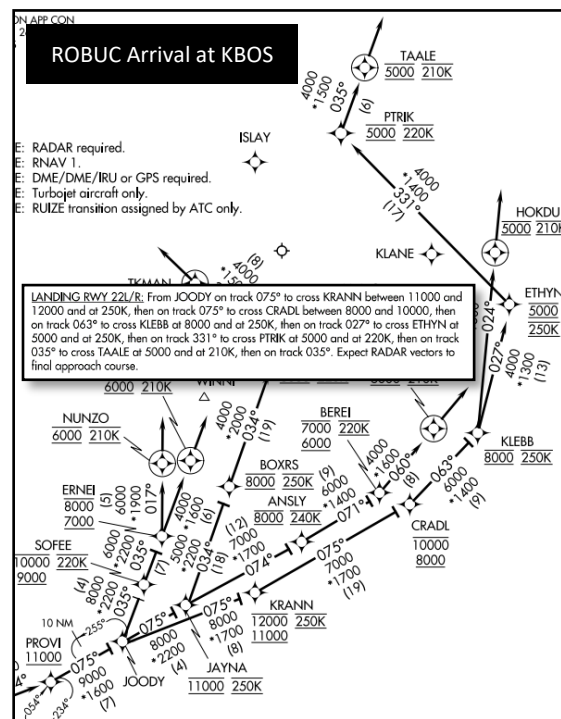 ON APP CON
ROBUC Arrival at KBOS
TAALE
5000 210K
4000
*1500
035°
(6)
PTRIK
5000 220K
ISLAY
E: RADAR required.
E: RNAV 1.
E: DME/DME/IRU or GPS required.
E: Turbojet aircraft only.
E: RUIZE transition assigned by ATC only.
4000
*1400
331°
(17)
HOKDU
5000 210K
KLANE
(8)
4000
TKMAN
ETHYN
5000
250K
LANDING RWY 22L/R: From JOODY on track 075° to cross KRANN between 11000 and
12000 and at 250K, then on track 075° to cross CRADL between 8000 and 10000, then
on track 063° to cross KLEBB at 8000 and at 250K, then on track 027° to cross ETHYN at
5000 and at 250K, then on track 331° to cross PTRIK at 5000 and at 220K, then on track
035° to cross TAALE at 5000 and at 210K, then on track 035°. Expect RADAR vectors to
final approach course.
024°
027°
4000
*1300
(13)
6000 210K
WINNI
NUNZO
6000 210K
4000
*2000
034°
(19)
BEREI
7000 220K
6000
4000
*1600
060°
(8)
KLEBB
8000 250K
ERNEI
8000
7000
(5)
6000
*1900
017°
4000
*1600
(6)
BOXRS
8000 250K
ANSLY
8000 240K
(9)
6000
*1400
071°
063°
6000
*1400
(9)
CRADL
10000
8000
SOFEE
10000 220K
9000
6000
*2200
035°
(7)
5000
*2200
034°
(18)
(12)
7000
*1700
074°
075°
7000
*1700
(19)
(4)
8000
*2200
035°
KRANN
12000 250K
11000
10 NM
255°
075°
8000
*2200
(4)
075°
8000
*1700
(8)
PROVI
11000
075°
9000
*1600
(7)
JOODY
JAYNA
11000 250K
054°
234°